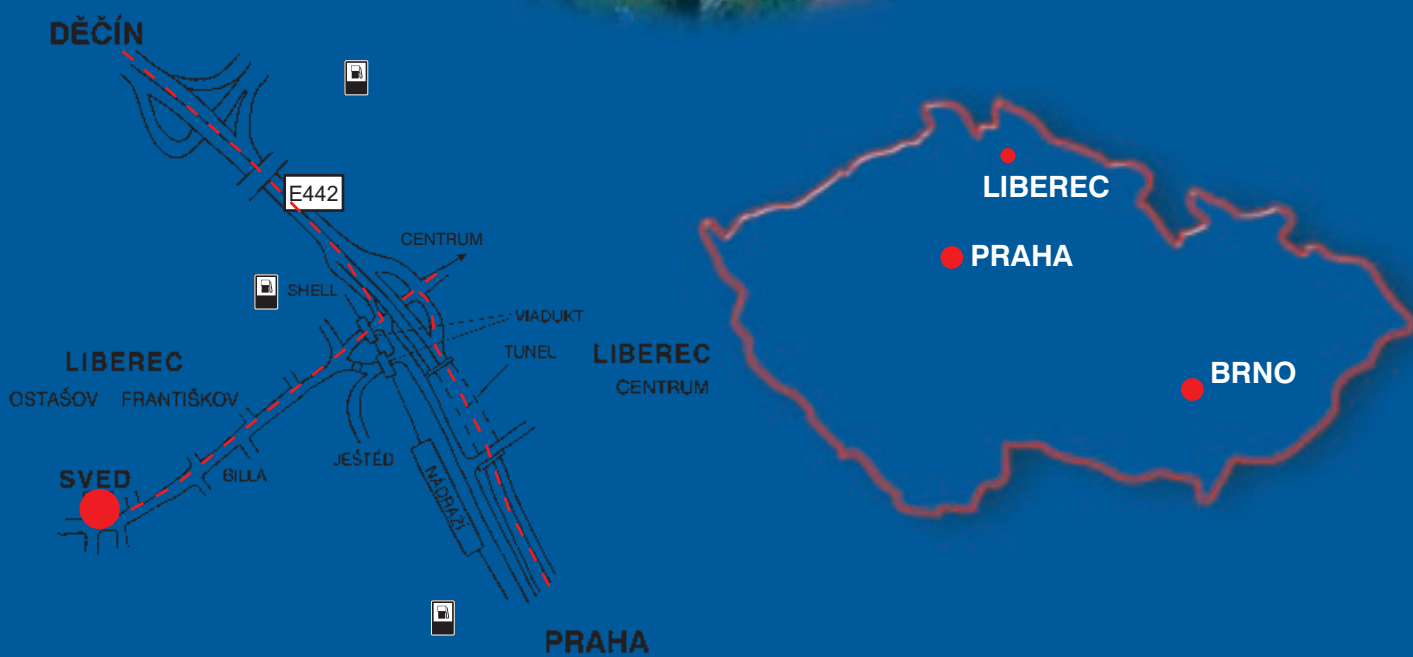 DĚČÍN
E442
CENTRUM
SHELL
VIADUKT
TUNEL
LIBEREC
CENTRUM
LIBEREC
OSTAŠOV FRANTIŠKOV
JEŠTĚD
BILLA
SVED
NÁDRAŽÍ
PRAHA
LIBEREC
PRAHA
BRNO